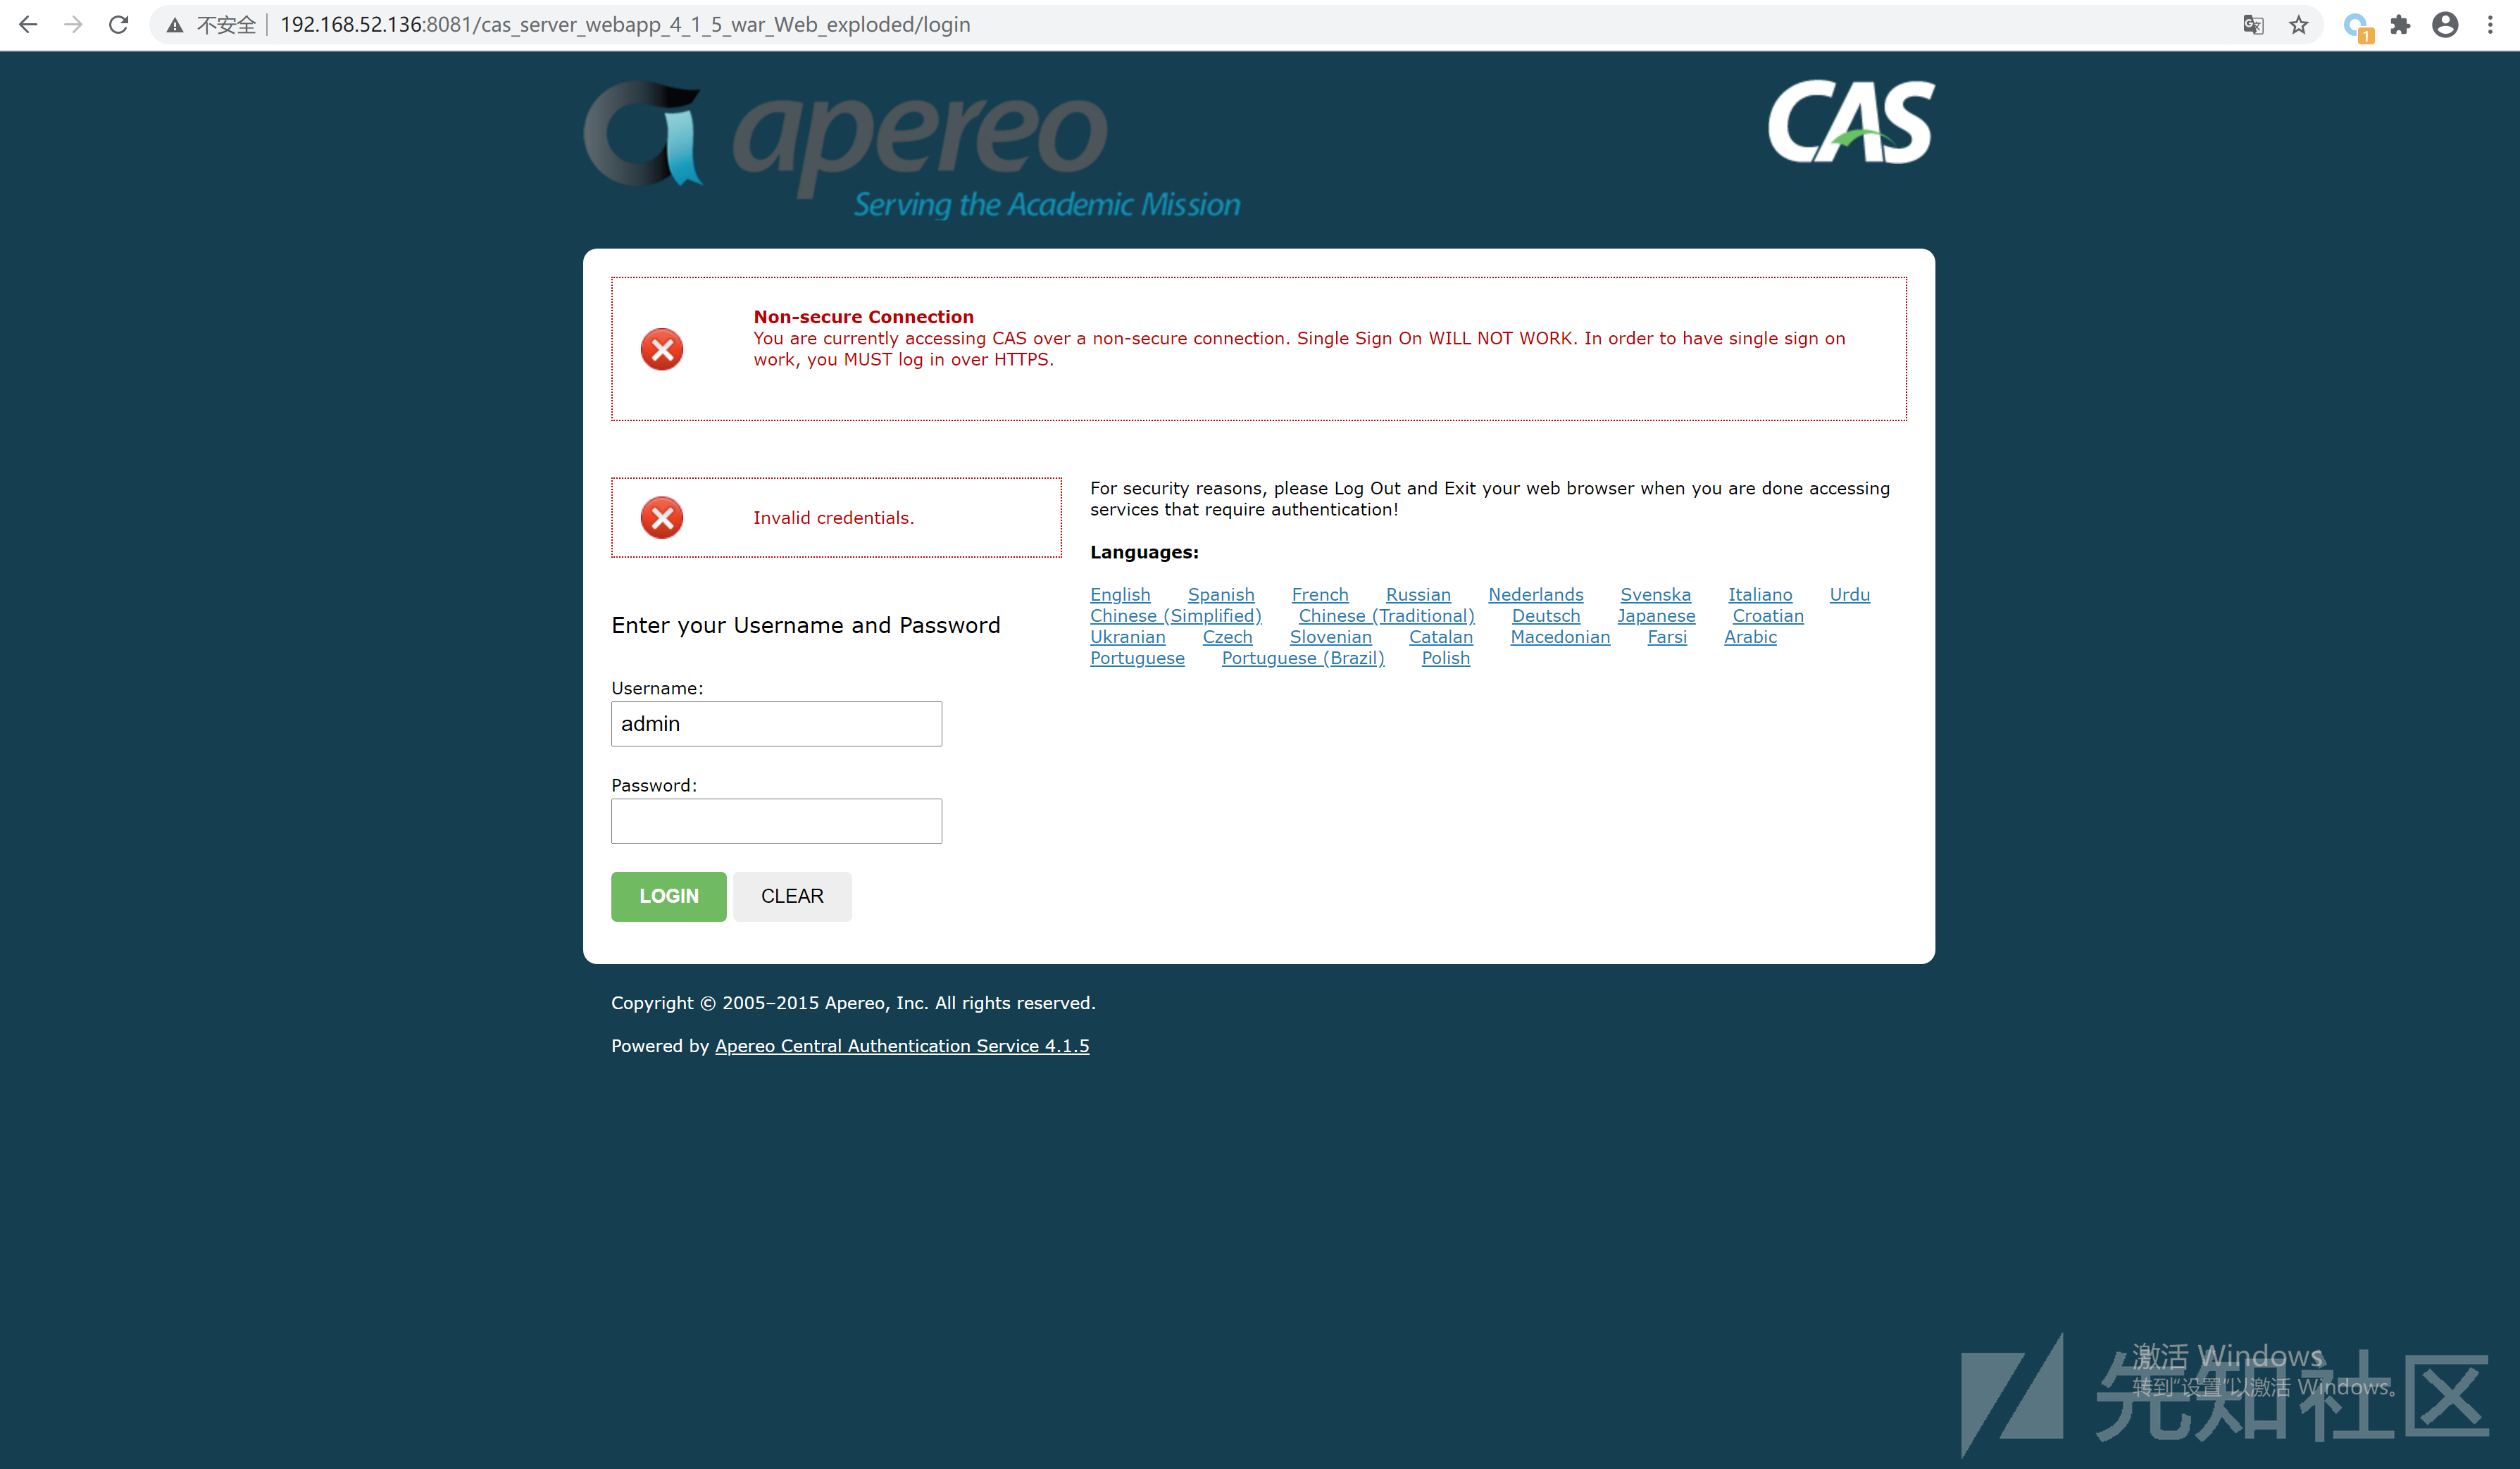 不安全 192.168.52.136:8081/cas_server_webapp_4_1_5_war_Web_exploded/login
1
apereo
Serving the Academic Mission
CAS
Non-secure Connection
You are currently accessing CAS over a non-secure connection. Single Sign On WILL NOT WORK. In order to have single sign on
work, you MUST log in over HTTPS.
Invalid credentials.
For security reasons, please Log Out and Exit your web browser when you are done accessing
services that require authentication!
Languages:
English Spanish French Russian Nederlands Svenska Italiano Urdu
Chinese (Simplified) Chinese (Traditional) Deutsch Japanese Croatian
Ukranian Czech Slovenian Catalan Macedonian Farsi Arabic
Portuguese Portuguese (Brazil) Polish
Enter your Username and Password
Username:
admin
Password:
LOGIN CLEAR
Copyright © 2005–2015 Apereo, Inc. All rights reserved.
Powered by Apereo Central Authentication Service 4.1.5
激活 Windows
转到“设置”以激活 Windows。
先知社区